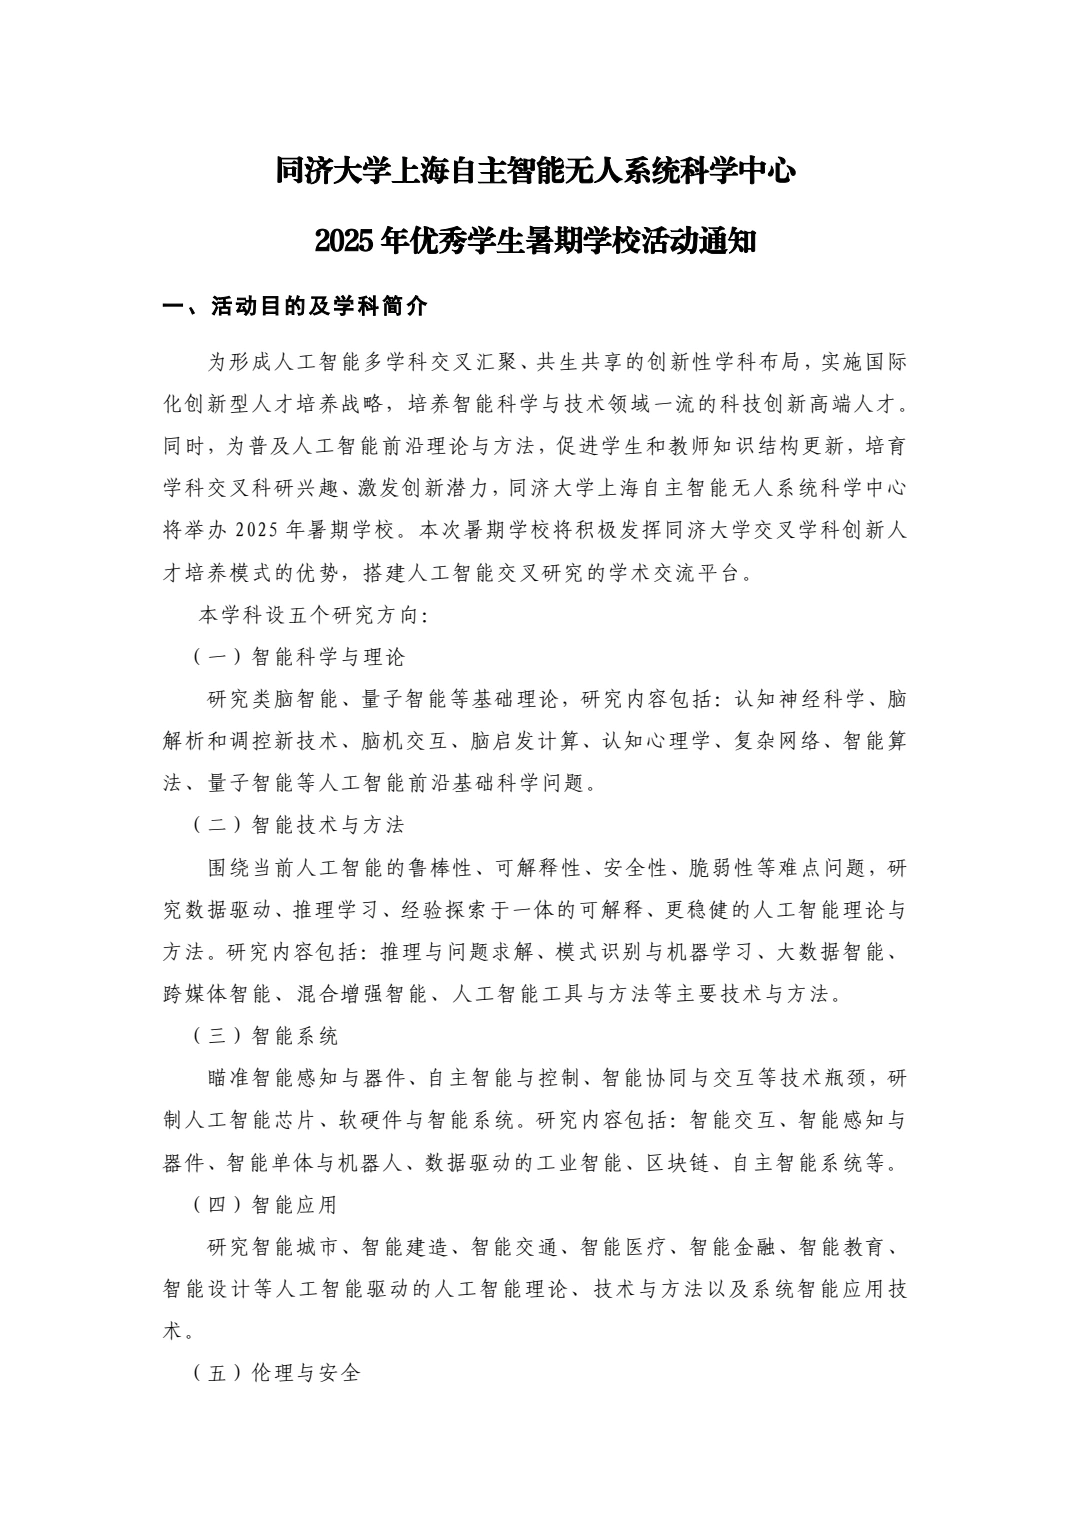 同济大学上海自主智能无人系统科学中心
2025 年优秀学生暑期学校活动通知
一、活动目的及学科简介
为形成人工智能多学科交叉汇聚、共生共享的创新性学科布局，实施国际
化创新型人才培养战略，培养智能科学与技术领域一流的科技创新高端人才。
同时，为普及人工智能前沿理论与方法，促进学生和教师知识结构更新，培育
学科交叉科研兴趣、激发创新潜力，同济大学上海自主智能无人系统科学中心
将举办 2025 年暑期学校。本次暑期学校将积极发挥同济大学交叉学科创新人
才培养模式的优势，搭建人工智能交叉研究的学术交流平台。
本学科设五个研究方向：
（一）智能科学与理论
研究类脑智能、量子智能等基础理论，研究内容包括：认知神经科学、脑
解析和调控新技术、脑机交互、脑启发计算、认知心理学、复杂网络、智能算
法、量子智能等人工智能前沿基础科学问题。
（二）智能技术与方法
围绕当前人工智能的鲁棒性、可解释性、安全性、脆弱性等难点问题，研
究数据驱动、推理学习、经验探索于一体的可解释、更稳健的人工智能理论与
方法。研究内容包括：推理与问题求解、模式识别与机器学习、大数据智能、
跨媒体智能、混合增强智能、人工智能工具与方法等主要技术与方法。
（三）智能系统
瞄准智能感知与器件、自主智能与控制、智能协同与交互等技术瓶颈，研
制人工智能芯片、软硬件与智能系统。研究内容包括：智能交互、智能感知与
器件、智能单体与机器人、数据驱动的工业智能、区块链、自主智能系统等。
（四）智能应用
研究智能城市、智能建造、智能交通、智能医疗、智能金融、智能教育、
智能设计等人工智能驱动的人工智能理论、技术与方法以及系统智能应用技
术。
（五）伦理与安全